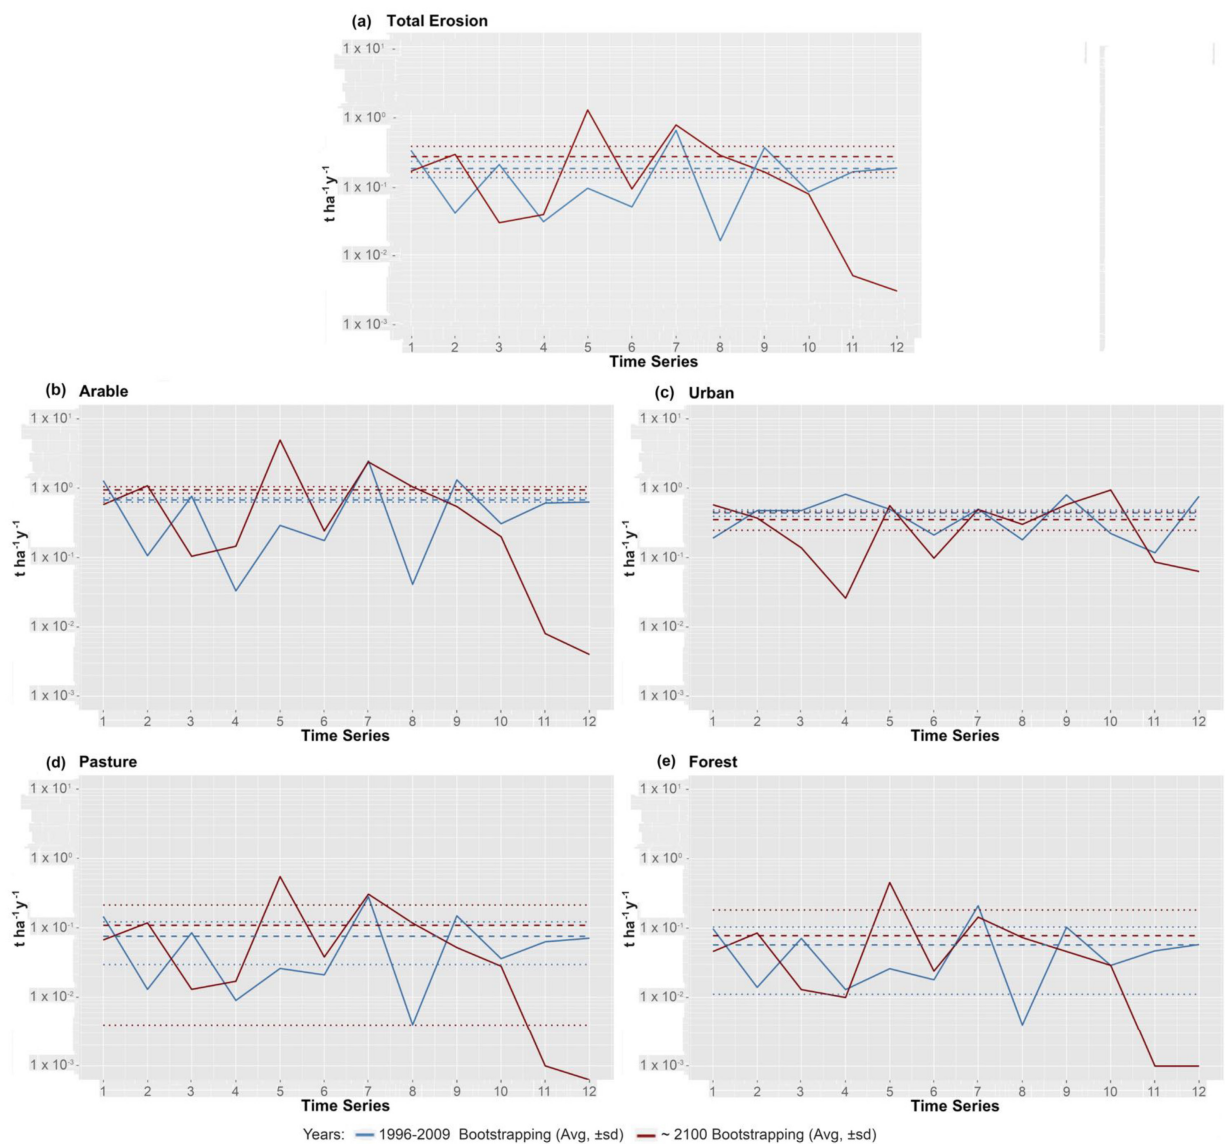 (a) Total Erosion
1 x 10¹
1 x 10⁰
1 x 10⁻¹
1 x 10⁻²
1 x 10⁻³
t ha⁻¹y⁻¹
1 2 3 4 5 6 7 8 9 10 11 12
Time Series
(b) Arable
1 x 10¹
1 x 10⁰
1 x 10⁻¹
1 x 10⁻²
1 x 10⁻³
t ha⁻¹y⁻¹
1 2 3 4 5 6 7 8 9 10 11 12
Time Series
(c) Urban
1 x 10¹
1 x 10⁰
1 x 10⁻¹
1 x 10⁻²
1 x 10⁻³
t ha⁻¹y⁻¹
1 2 3 4 5 6 7 8 9 10 11 12
Time Series
(d) Pasture
1 x 10¹
1 x 10⁰
1 x 10⁻¹
1 x 10⁻²
1 x 10⁻³
t ha⁻¹y⁻¹
1 2 3 4 5 6 7 8 9 10 11 12
Time Series
(e) Forest
1 x 10¹
1 x 10⁰
1 x 10⁻¹
1 x 10⁻²
1 x 10⁻³
t ha⁻¹y⁻¹
1 2 3 4 5 6 7 8 9 10 11 12
Time Series
Years: 1996-2009 Bootstrapping (Avg, ±sd) ~ 2100 Bootstrapping (Avg, ±sd)